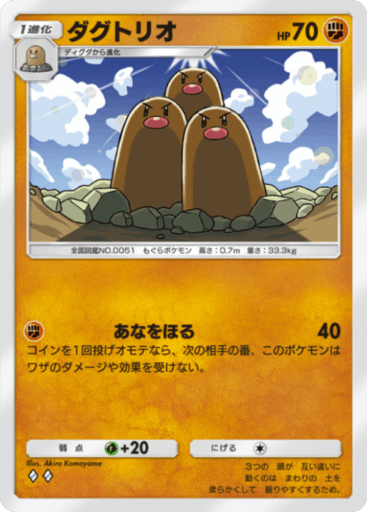 1進化
ダグトリオ
HP 70
ディグダから進化
全国図鑑NO.0051 もぐらポケモン 高さ:0.7m 重さ:33.3kg
あなをほる 40
コインを1回投げオモテなら、次の相手の番、このポケモンは
ワザのダメージや効果を受けない。
弱点 +20 にげる
Illus. Akira Komayama
3つの 頭が 互い違いに
動くのは まわりの 土を
柔らかくして 掘りやすくするため。